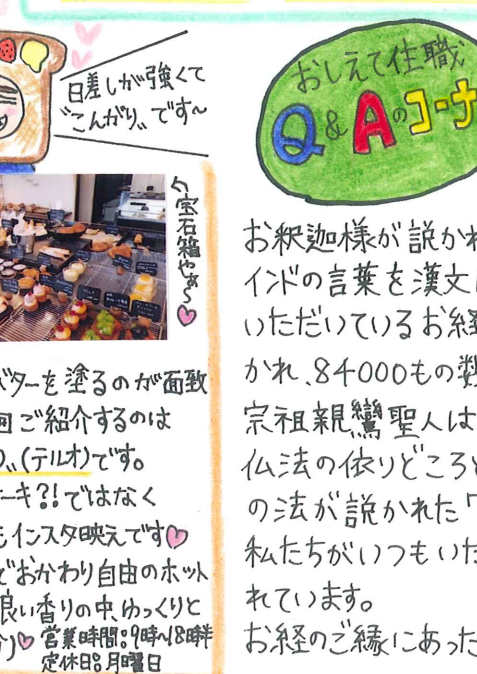 日差しが強くて
〝こんがり〟です〜
宝石箱やぁ〜
バターを塗るのが面致
ご紹介するのは
(テルオ)です。
ーキ?!ではなく
もインスタ映えです
でおかわり自由のホット
良い香りの中、ゆっくりと
営業時間:9時〜18時半
定休日:月曜日
おしえて住職
Q&Aのコーナ
お釈迦様が説かれ
インドの言葉を漢文に
いただいているお経
かれ、84000もの数
宗祖親鸞聖人は
仏法の依りどころと
の法が説かれた「
私たちがいつもいた
れています。
お経のご縁にあった